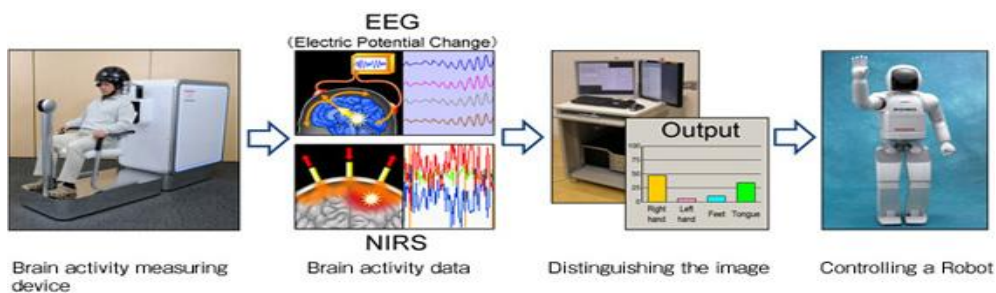 EEG
(Electric Potential Change)
Output
100
75
50
25
0
Right hand
Left hand
Feet
Tongue
NIRS
Brain activity measuring
device
Brain activity data
Distinguishing the image
Controlling a Robot